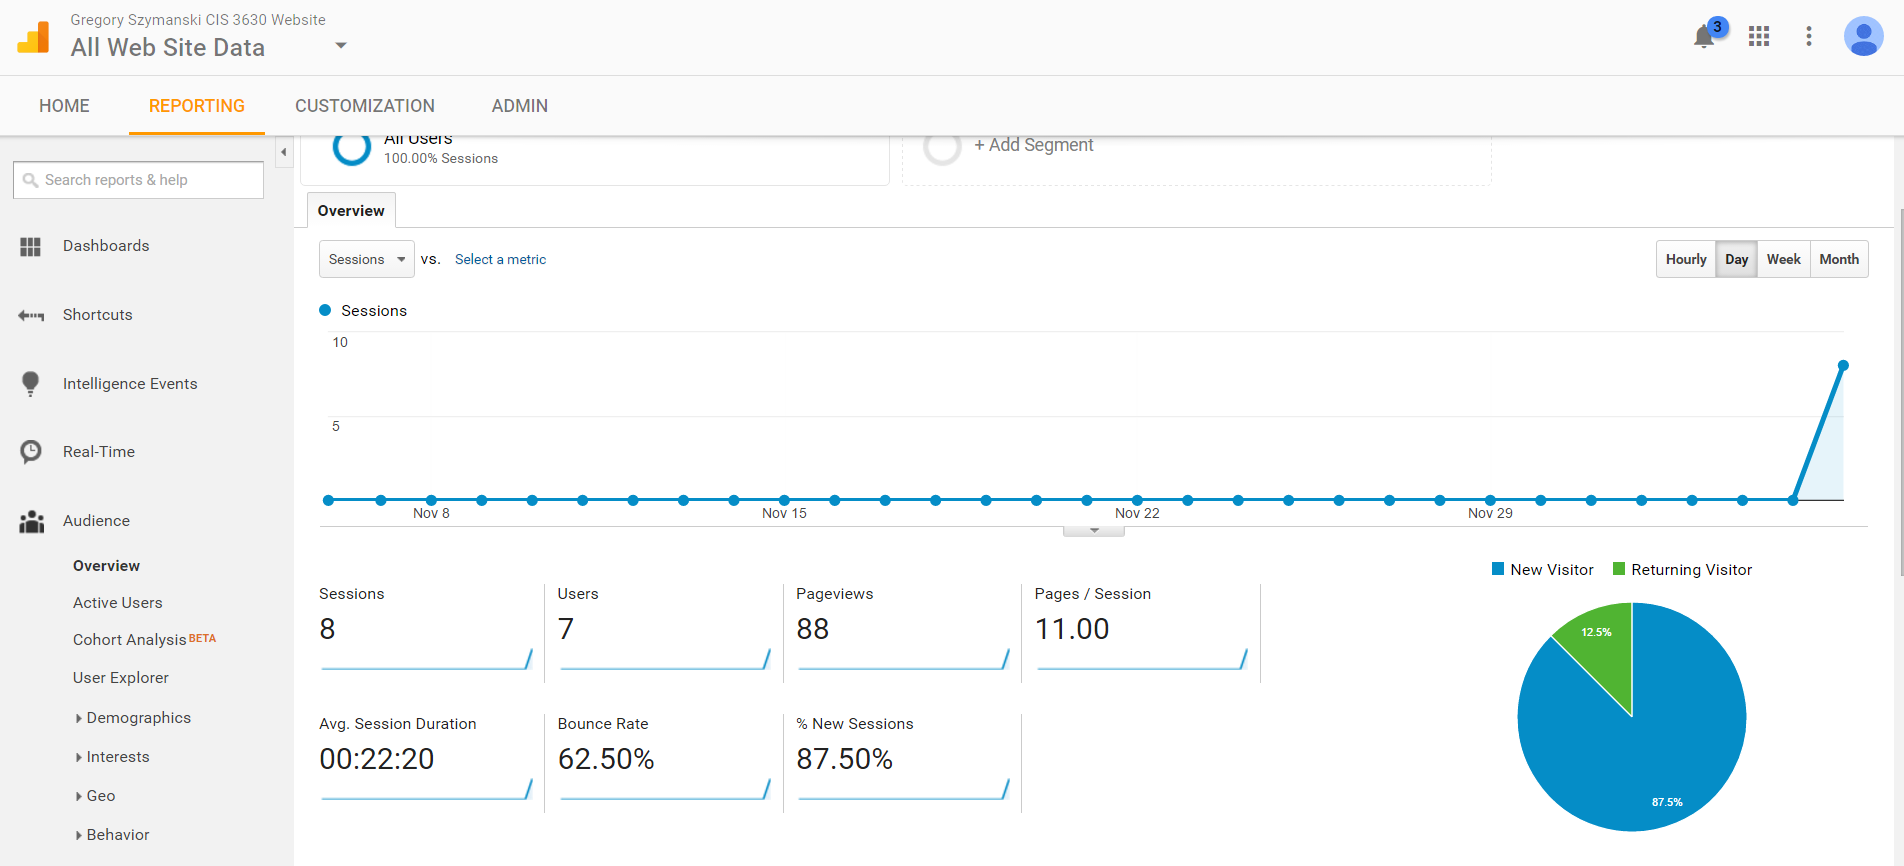 Gregory Szymanski CIS 3630 Website
All Web Site Data
3
HOME
REPORTING
CUSTOMIZATION
ADMIN
All Users
100.00% Sessions
+ Add Segment
Search reports & help
Dashboards
Shortcuts
Intelligence Events
Real-Time
Audience
Overview
Active Users
Cohort Analysis BETA
User Explorer
Demographics
Interests
Geo
Behavior
Overview
Sessions
vs.
Select a metric
Hourly
Day
Week
Month
Sessions
10
5
Nov 8
Nov 15
Nov 22
Nov 29
Sessions
8
Users
7
Pageviews
88
Pages / Session
11.00
Avg. Session Duration
00:22:20
Bounce Rate
62.50%
% New Sessions
87.50%
New Visitor
Returning Visitor
12.5%
87.5%